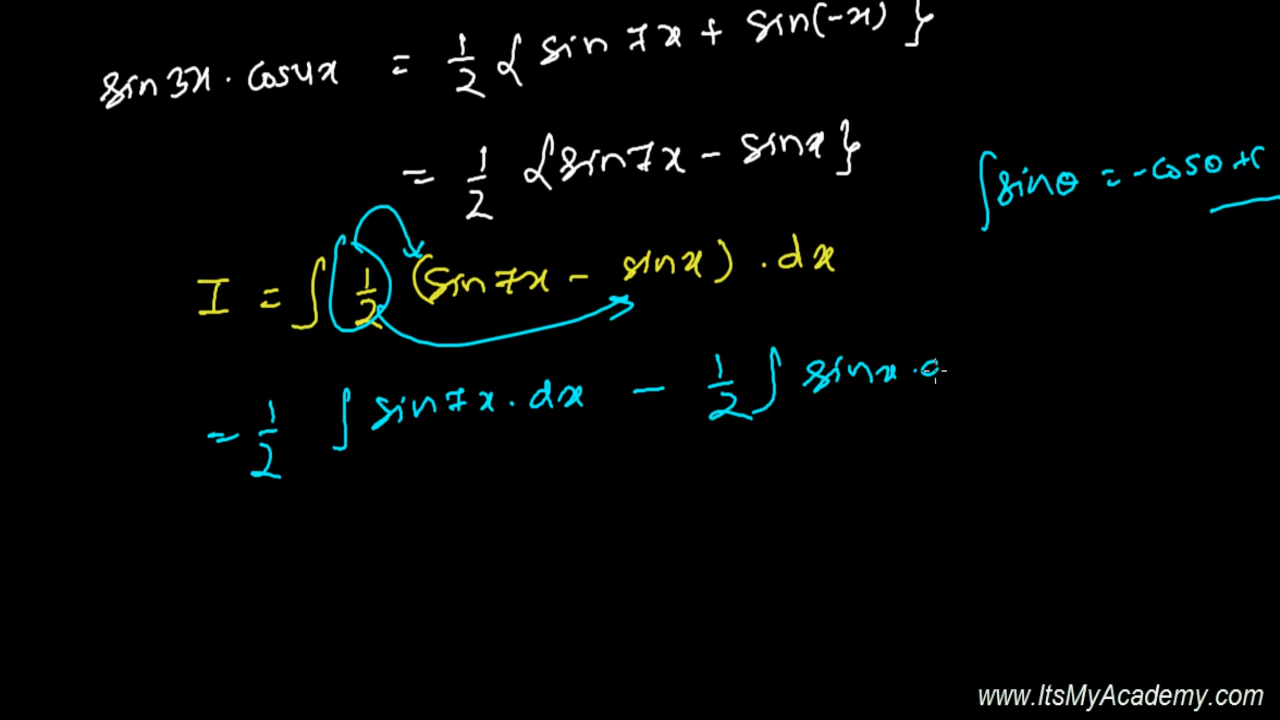 sin3x . cos4x = 1/2 { sin 7x + sin(-x) }
= 1/2 { sin7x - sinx }
∫sinθ = -cosθ + c
I = ∫ 1/2 (sin7x - sinx) . dx
= 1/2 ∫ sin7x . dx - 1/2 ∫ sinx .
www.ItsMyAcademy.com